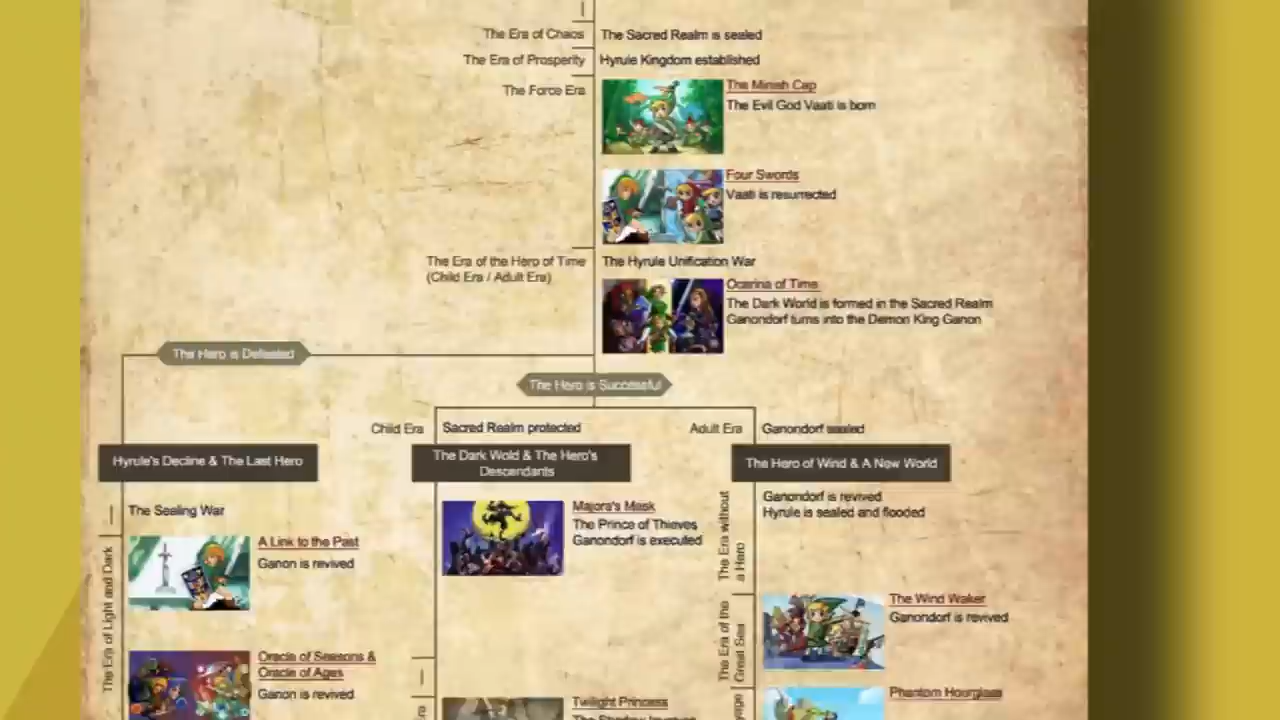 The Era of Chaos
The Sacred Realm is sealed
The Era of Prosperity
Hyrule Kingdom established
The Force Era
The Minish Cap
The Evil God Vaati is born
Four Swords
Vaati is resurrected
The Era of the Hero of Time
(Child Era / Adult Era)
The Hyrule Unification War
Ocarina of Time
The Dark World is formed in the Sacred Realm
Ganondorf turns into the Demon King Ganon
The Hero is Defeated
The Hero is Successful
Child Era
Sacred Realm protected
Adult Era
Ganondorf sealed
Hyrule's Decline & The Last Hero
The Dark Wold & The Hero's
Descendants
The Hero of Wind & A New World
The Sealing War
The Era of Light and Dark
A Link to the Past
Ganon is revived
Oracle of Seasons &
Oracle of Ages
Ganon is revived
Majora's Mask
The Prince of Thieves
Ganondorf is executed
Twilight Princess
The Era without
a Hero
Ganondorf is revived
Hyrule is sealed and flooded
The Era of the
Great Sea
The Wind Waker
Ganondorf is revived
Phantom Hourglass